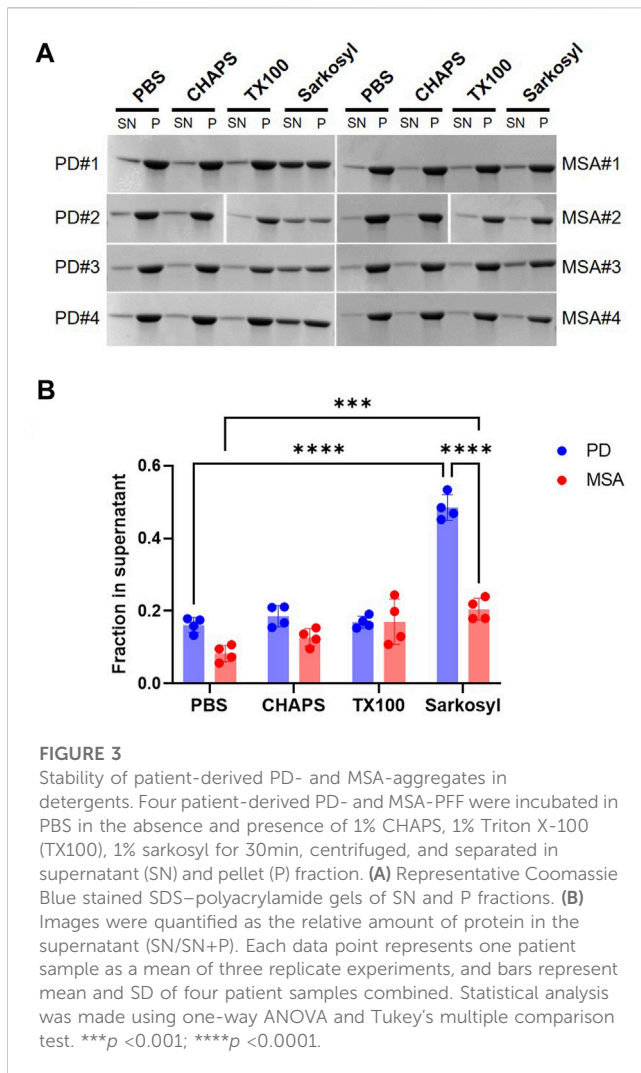 A
PBS CHAPS TX100 Sarkosyl PBS CHAPS TX100 Sarkosyl
SN P SN P SN P SN P SN P SN P SN P SN P
PD#1 MSA#1
PD#2 MSA#2
PD#3 MSA#3
PD#4 MSA#4
B
***
**** ****
PD
MSA
0.6
0.4
0.2
0.0
Fraction in supernatant
PBS CHAPS TX100 Sarkosyl
FIGURE 3
Stability of patient-derived PD- and MSA-aggregates in
detergents. Four patient-derived PD- and MSA-PFF were incubated in
PBS in the absence and presence of 1% CHAPS, 1% Triton X-100
(TX100), 1% sarkosyl for 30min, centrifuged, and separated in
supernatant (SN) and pellet (P) fraction. (A) Representative Coomassie
Blue stained SDS–polyacrylamide gels of SN and P fractions. (B)
Images were quantified as the relative amount of protein in the
supernatant (SN/SN+P). Each data point represents one patient
sample as a mean of three replicate experiments, and bars represent
mean and SD of four patient samples combined. Statistical analysis
was made using one-way ANOVA and Tukey's multiple comparison
test. ***p <0.001; ****p <0.0001.